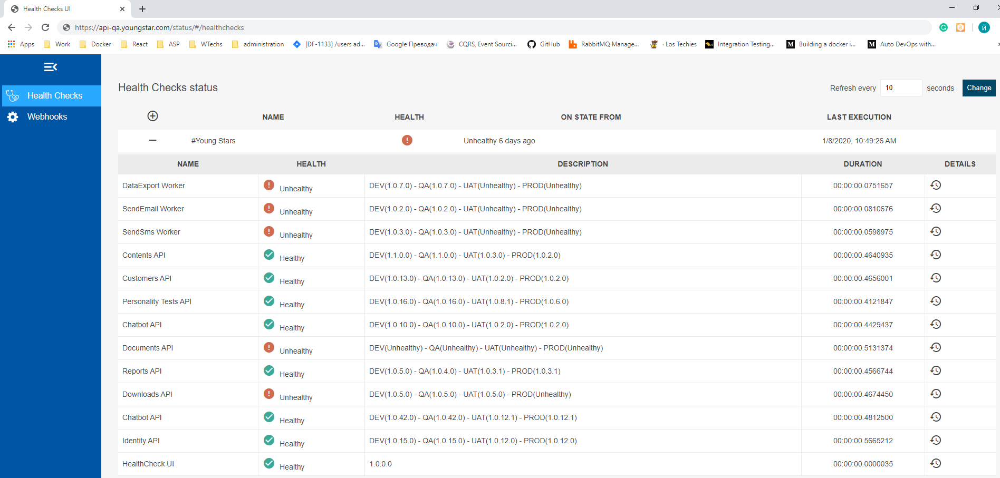 Health Checks UI
https://api-qa.youngstar.com/status/#/healthchecks
й
Apps Work Docker React ASP WTechs administration [DF-1133] /users ad... Google Преводач CQRS, Event Sourci... GitHub RabbitMQ Manage... · Los Techies Integration Testing... Building a docker i... Auto DevOps with...
Health Checks
Webhooks
Health Checks status
Refresh every 10 seconds Change
NAME HEALTH ON STATE FROM LAST EXECUTION
#Young Stars Unhealthy 6 days ago 1/8/2020, 10:49:26 AM
NAME HEALTH DESCRIPTION DURATION DETAILS
DataExport Worker Unhealthy DEV(1.0.7.0) - QA(1.0.7.0) - UAT(Unhealthy) - PROD(Unhealthy) 00:00:00.0751657
SendEmail Worker Unhealthy DEV(1.0.2.0) - QA(1.0.2.0) - UAT(Unhealthy) - PROD(Unhealthy) 00:00:00.0810676
SendSms Worker Unhealthy DEV(1.0.3.0) - QA(1.0.3.0) - UAT(Unhealthy) - PROD(Unhealthy) 00:00:00.0598975
Contents API Healthy DEV(1.1.0.0) - QA(1.1.0.0) - UAT(1.0.3.0) - PROD(1.0.2.0) 00:00:00.4640935
Customers API Healthy DEV(1.0.13.0) - QA(1.0.13.0) - UAT(1.0.2.0) - PROD(1.0.2.0) 00:00:00.4656001
Personality Tests API Healthy DEV(1.0.16.0) - QA(1.0.16.0) - UAT(1.0.8.1) - PROD(1.0.6.0) 00:00:00.4121847
Chatbot API Healthy DEV(1.0.10.0) - QA(1.0.10.0) - UAT(1.0.2.0) - PROD(1.0.2.0) 00:00:00.4429437
Documents API Unhealthy DEV(Unhealthy) - QA(Unhealthy) - UAT(Unhealthy) - PROD(Unhealthy) 00:00:00.5131374
Reports API Healthy DEV(1.0.5.0) - QA(1.0.4.0) - UAT(1.0.3.1) - PROD(1.0.3.1) 00:00:00.4566744
Downloads API Unhealthy DEV(1.0.5.0) - QA(1.0.5.0) - UAT(1.0.5.0) - PROD(Unhealthy) 00:00:00.4674450
Chatbot API Healthy DEV(1.0.42.0) - QA(1.0.42.0) - UAT(1.0.12.1) - PROD(1.0.12.1) 00:00:00.4812500
Identity API Healthy DEV(1.0.15.0) - QA(1.0.15.0) - UAT(1.0.12.0) - PROD(1.0.12.0) 00:00:00.5665212
HealthCheck UI Healthy 1.0.0.0 00:00:00.0000035